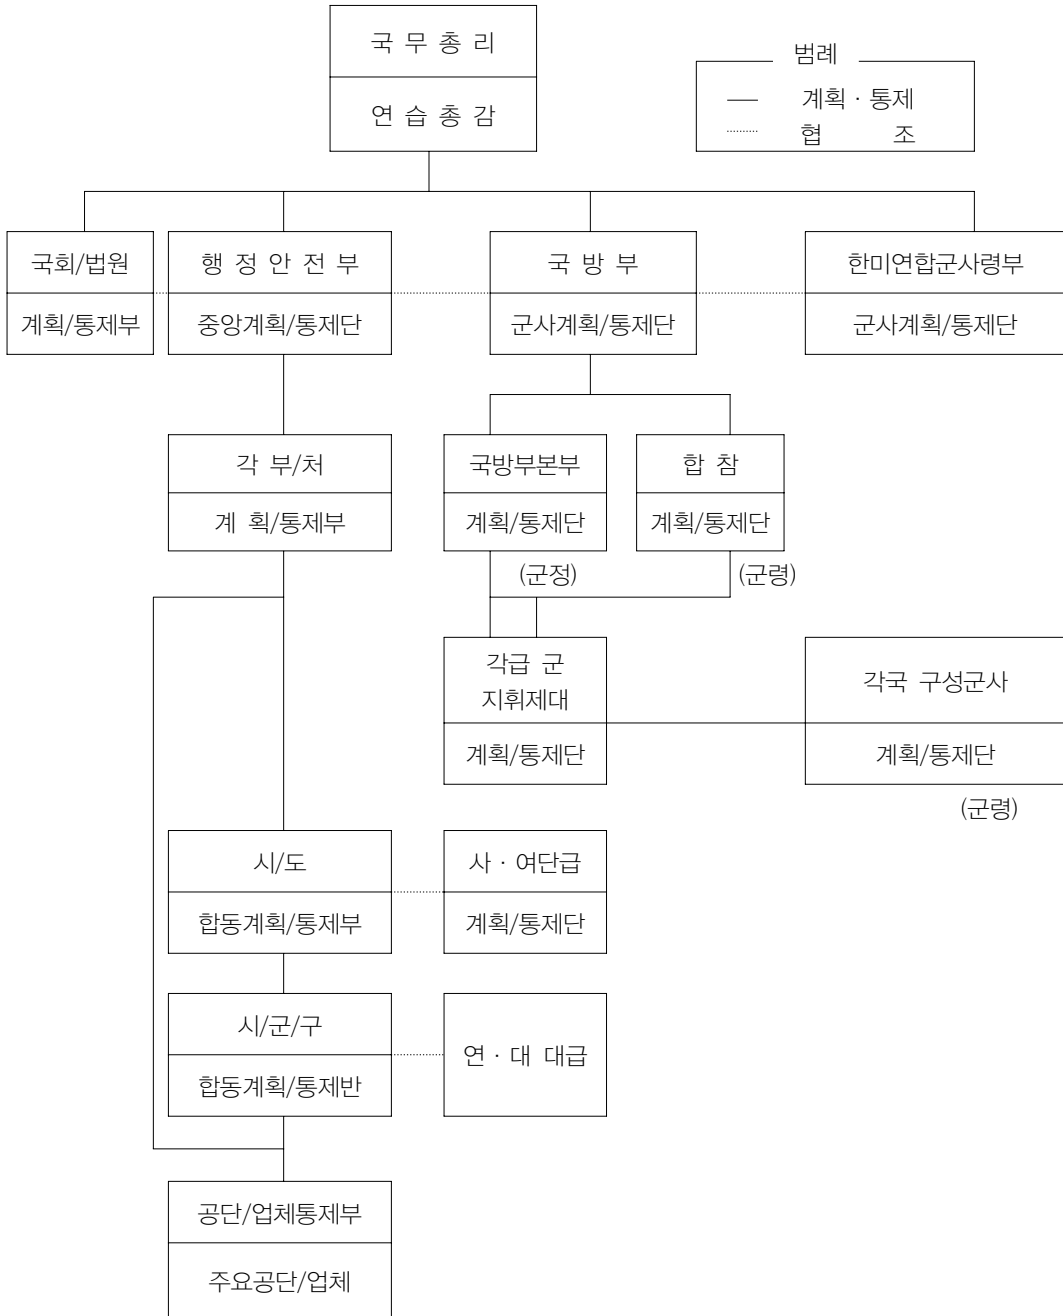 국 무 총 리
연 습 총 감
범례
계획 · 통제
협 조
국회/법원
계획/통제부
행 정 안 전 부
중앙계획/통제단
국 방 부
군사계획/통제단
한미연합군사령부
군사계획/통제단
각 부/처
계 획/통제부
국방부본부
계획/통제단
합 참
계획/통제단
(군정)
(군령)
각급 군
지휘제대
계획/통제단
각국 구성군사
계획/통제단
(군령)
시/도
합동계획/통제부
사 · 여단급
계획/통제단
시/군/구
합동계획/통제반
연 · 대 대급
공단/업체통제부
주요공단/업체